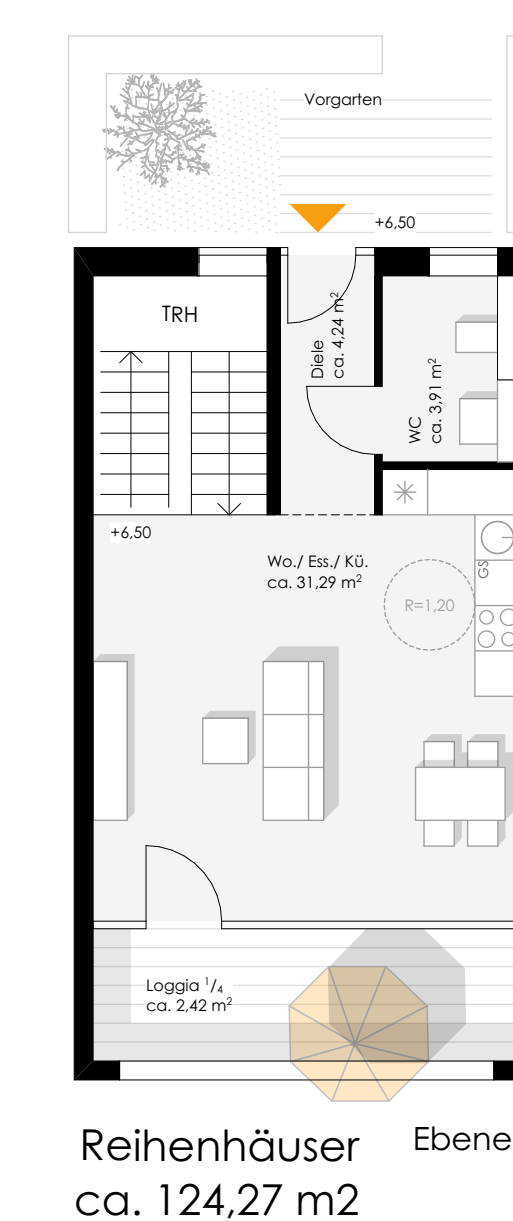 Vorgarten
+6,50
TRH
Diele
ca. 4,24 m²
WC
ca. 3,91 m²
+6,50
Wo./ Ess./ Kü.
ca. 31,29 m²
GS
R=1,20
Loggia ¹/₄
ca. 2,42 m²
Reihenhäuser
ca. 124,27 m2
Ebene